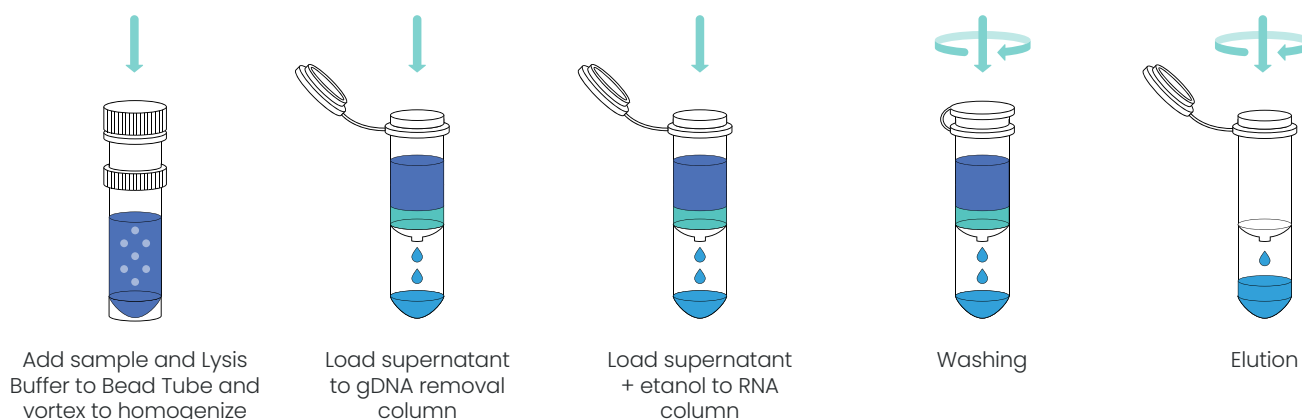 Add sample and Lysis
Buffer to Bead Tube and
vortex to homogenize
Load supernatant
to gDNA removal
column
Load supernatant
+ etanol to RNA
column
Washing
Elution